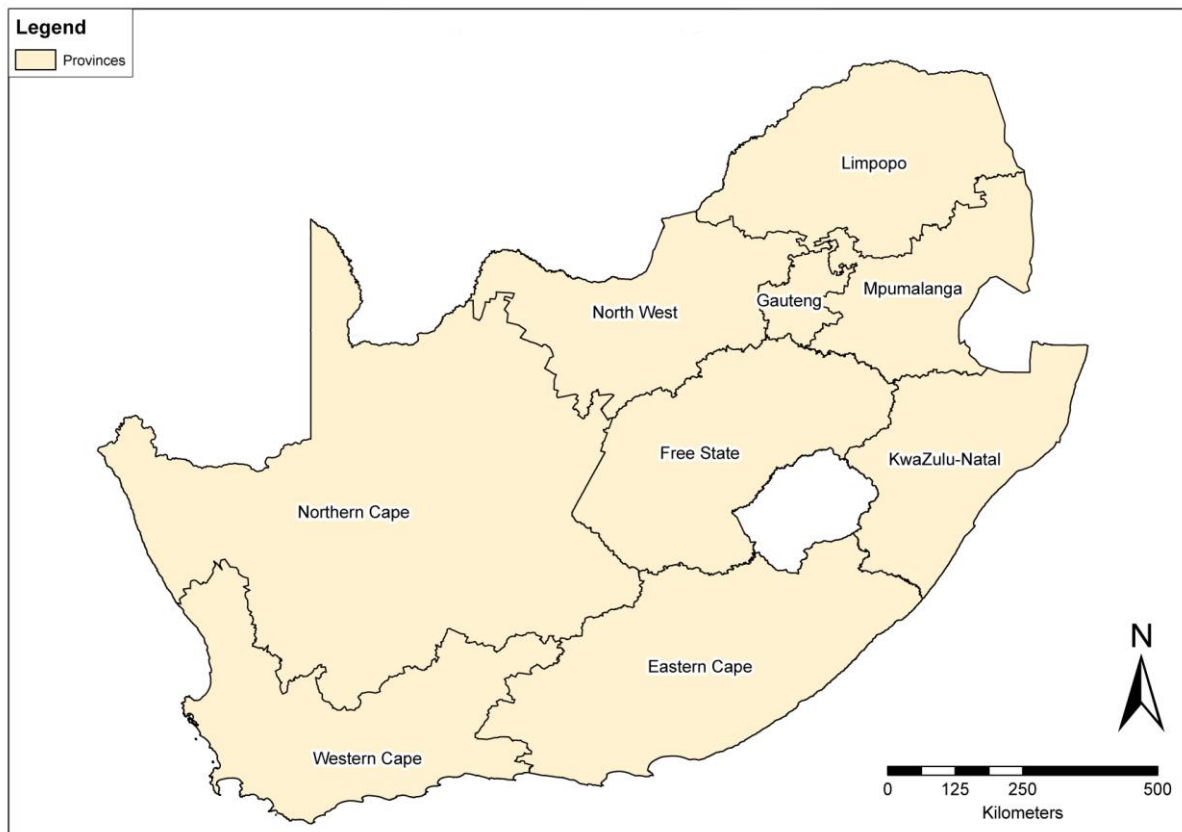 Legend
Provinces
Limpopo
Mpumalanga
Gauteng
North West
Free State
KwaZulu-Natal
Northern Cape
Eastern Cape
Western Cape
N
0 125 250 500
Kilometers